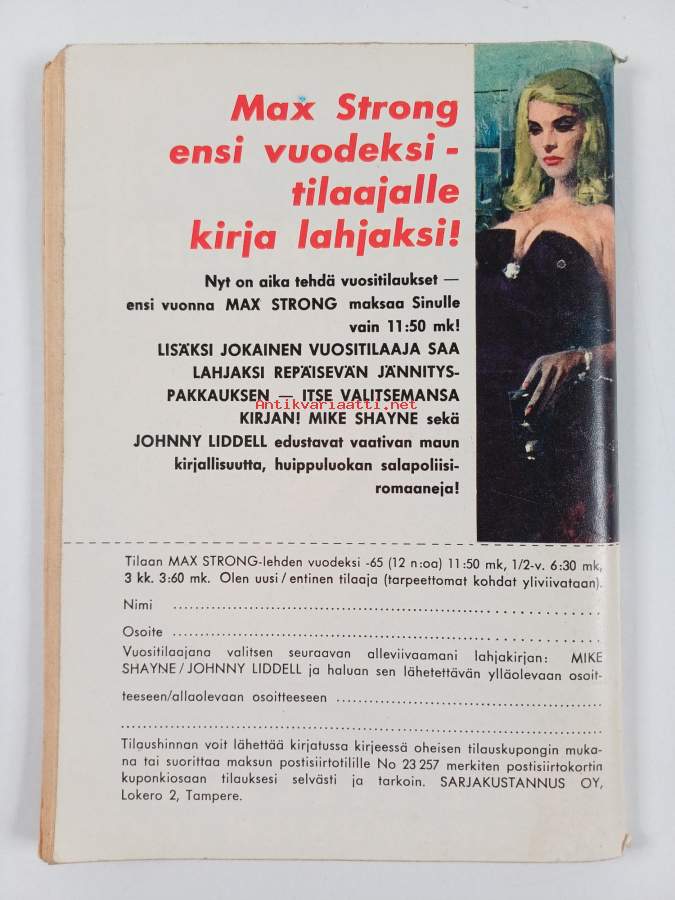 Max Strong
ensi vuodeksi -
tilaajalle
kirja lahjaksi!
Nyt on aika tehdä vuositilaukset —
ensi vuonna MAX STRONG maksaa Sinulle
vain 11:50 mk!
LISÄKSI JOKAINEN VUOSITILAAJA SAA
LAHJAKSI REPÄISEVÄN JÄNNITYS-
PAKKAUKSEN — ITSE VALITSEMANSA
Antikvariaatti.net
KIRJAN! MIKE SHAYNE sekä
JOHNNY LIDDELL edustavat vaativan maun
kirjallisuutta, huippuluokan salapoliisi-
romaaneja!
Tilaan MAX STRONG-lehden vuodeksi -65 (12 n:oa) 11:50 mk, 1/2-v. 6:30 mk,
3 kk. 3:60 mk. Olen uusi / entinen tilaaja (tarpeettomat kohdat yliviivataan).
Nimi
Osoite
Vuositilaajana valitsen seuraavan alleviivaamani lahjakirjan: MIKE
SHAYNE / JOHNNY LIDDELL ja haluan sen lähetettävän ylläolevaan osoit-
teeseen/allaolevaan osoitteeseen
Tilaushinnan voit lähettää kirjatussa kirjeessä oheisen tilauskupongin muka-
na tai suorittaa maksun postisiirtotilille No 23 257 merkiten postisiirtokortin
kuponkiosaan tilauksesi selvästi ja tarkoin. SARJAKUSTANNUS OY,
Lokero 2, Tampere.